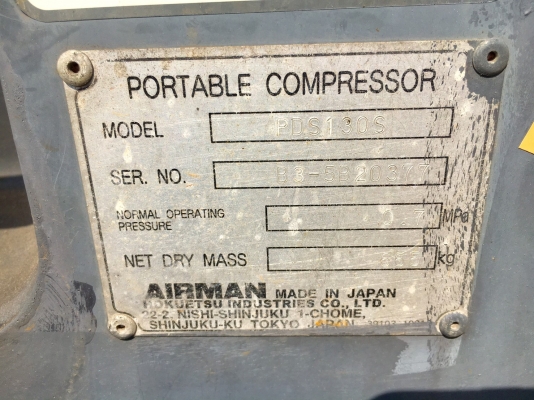 PORTABLE COMPRESSOR
MODEL PDS130S
SER. NO.
NORMAL OPERATING
PRESSURE MPa
NET DRY MASS kg
AIRMAN MADE IN JAPAN
HOKUETSU INDUSTRIES CO., LTD.
22-2, NISHI-SHINJUKU 1-CHOME,
SHINJUKU-KU TOKYO JAPAN